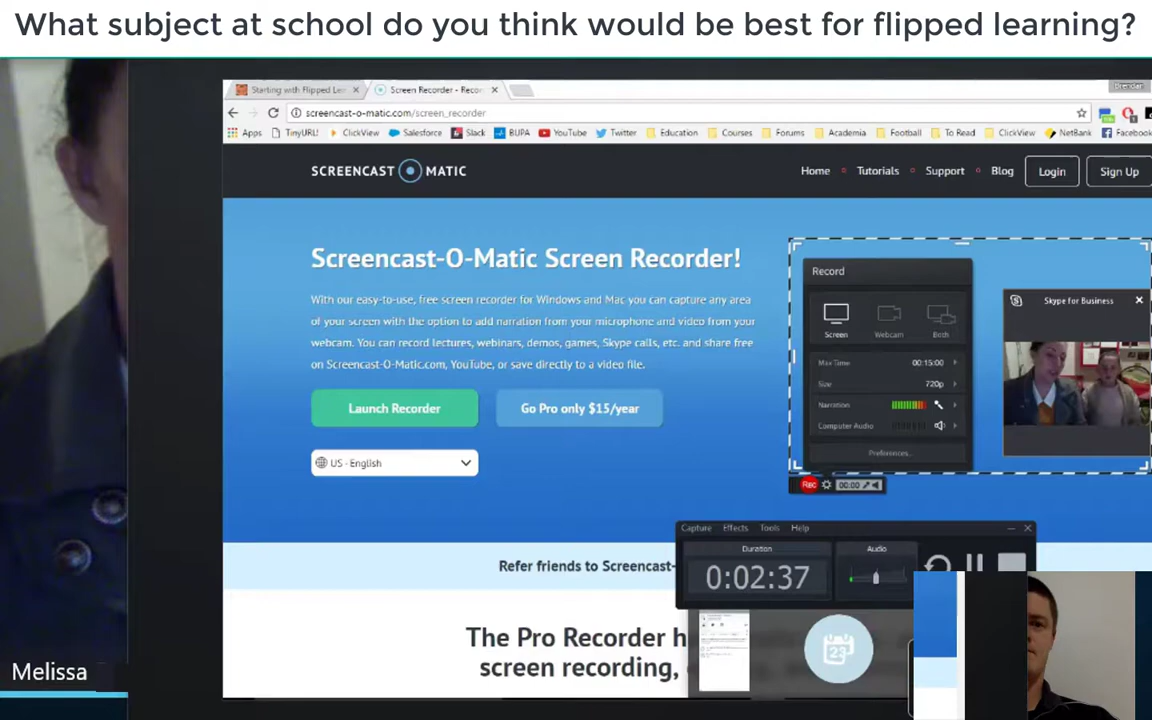 What subject at school do you think would be best for flipped learning?
Starting with Flipped Le
Screen Recorder - Recor
Brendan
screencast-o-matic.com/screen_recorder
Apps TinyURL! ClickView Salesforce Slack BUPA YouTube Twitter Education Courses Forums Academia Football To Read ClickView NetBank Facebook
SCREENCAST MATIC
Home Tutorials Support Blog Login Sign Up
Screencast-O-Matic Screen Recorder!
With our easy-to-use, free screen recorder for Windows and Mac you can capture any area
of your screen with the option to add narration from your microphone and video from your
webcam. You can record lectures, webinars, demos, games, Skype calls, etc. and share free
on Screencast-O-Matic.com, YouTube, or save directly to a video file.
Launch Recorder
Go Pro only $15/year
US - English
Record
Screen Webcam Both
Max Time 00:15:00
Size 720p
Narration
Computer Audio
Preferences...
Rec 00:00
Skype for Business
Refer friends to Screencast-
Capture Effects Tools Help
Duration
0:02:37
Audio
The Pro Recorder h
screen recording,
23
Melissa